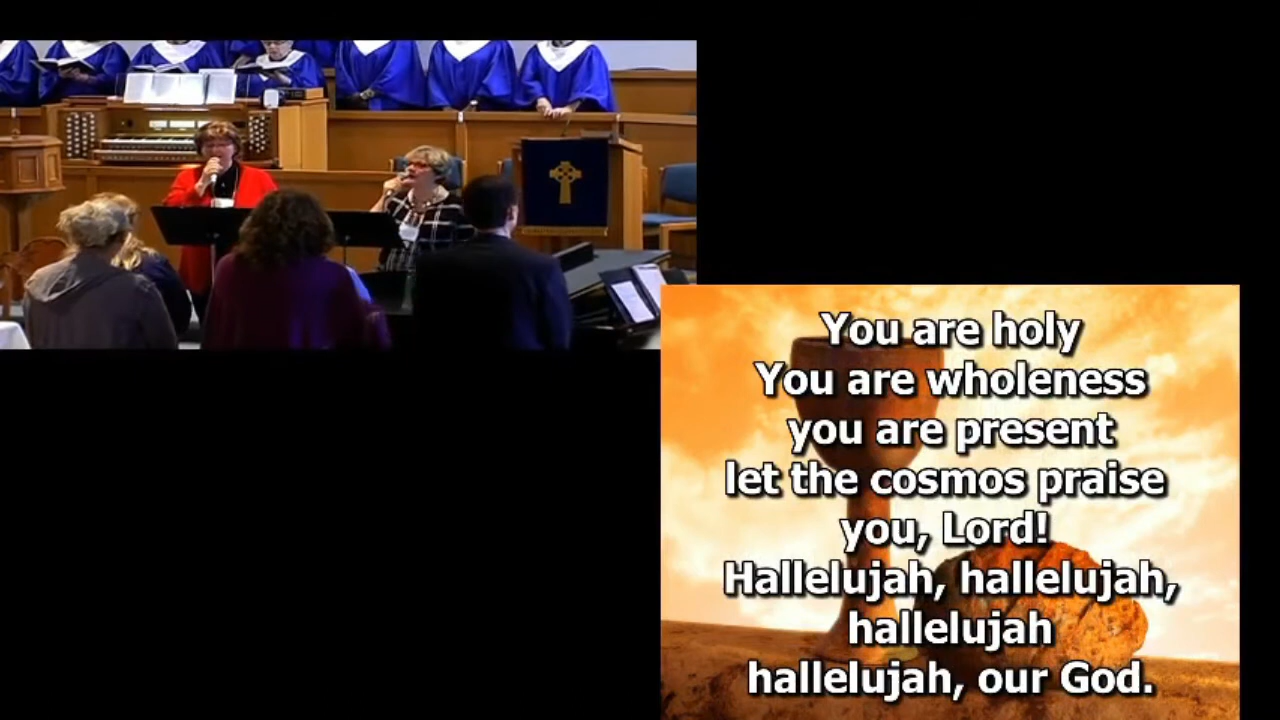 You are holy
You are wholeness
you are present
let the cosmos praise
you, Lord!
Hallelujah, hallelujah,
hallelujah
hallelujah, our God.